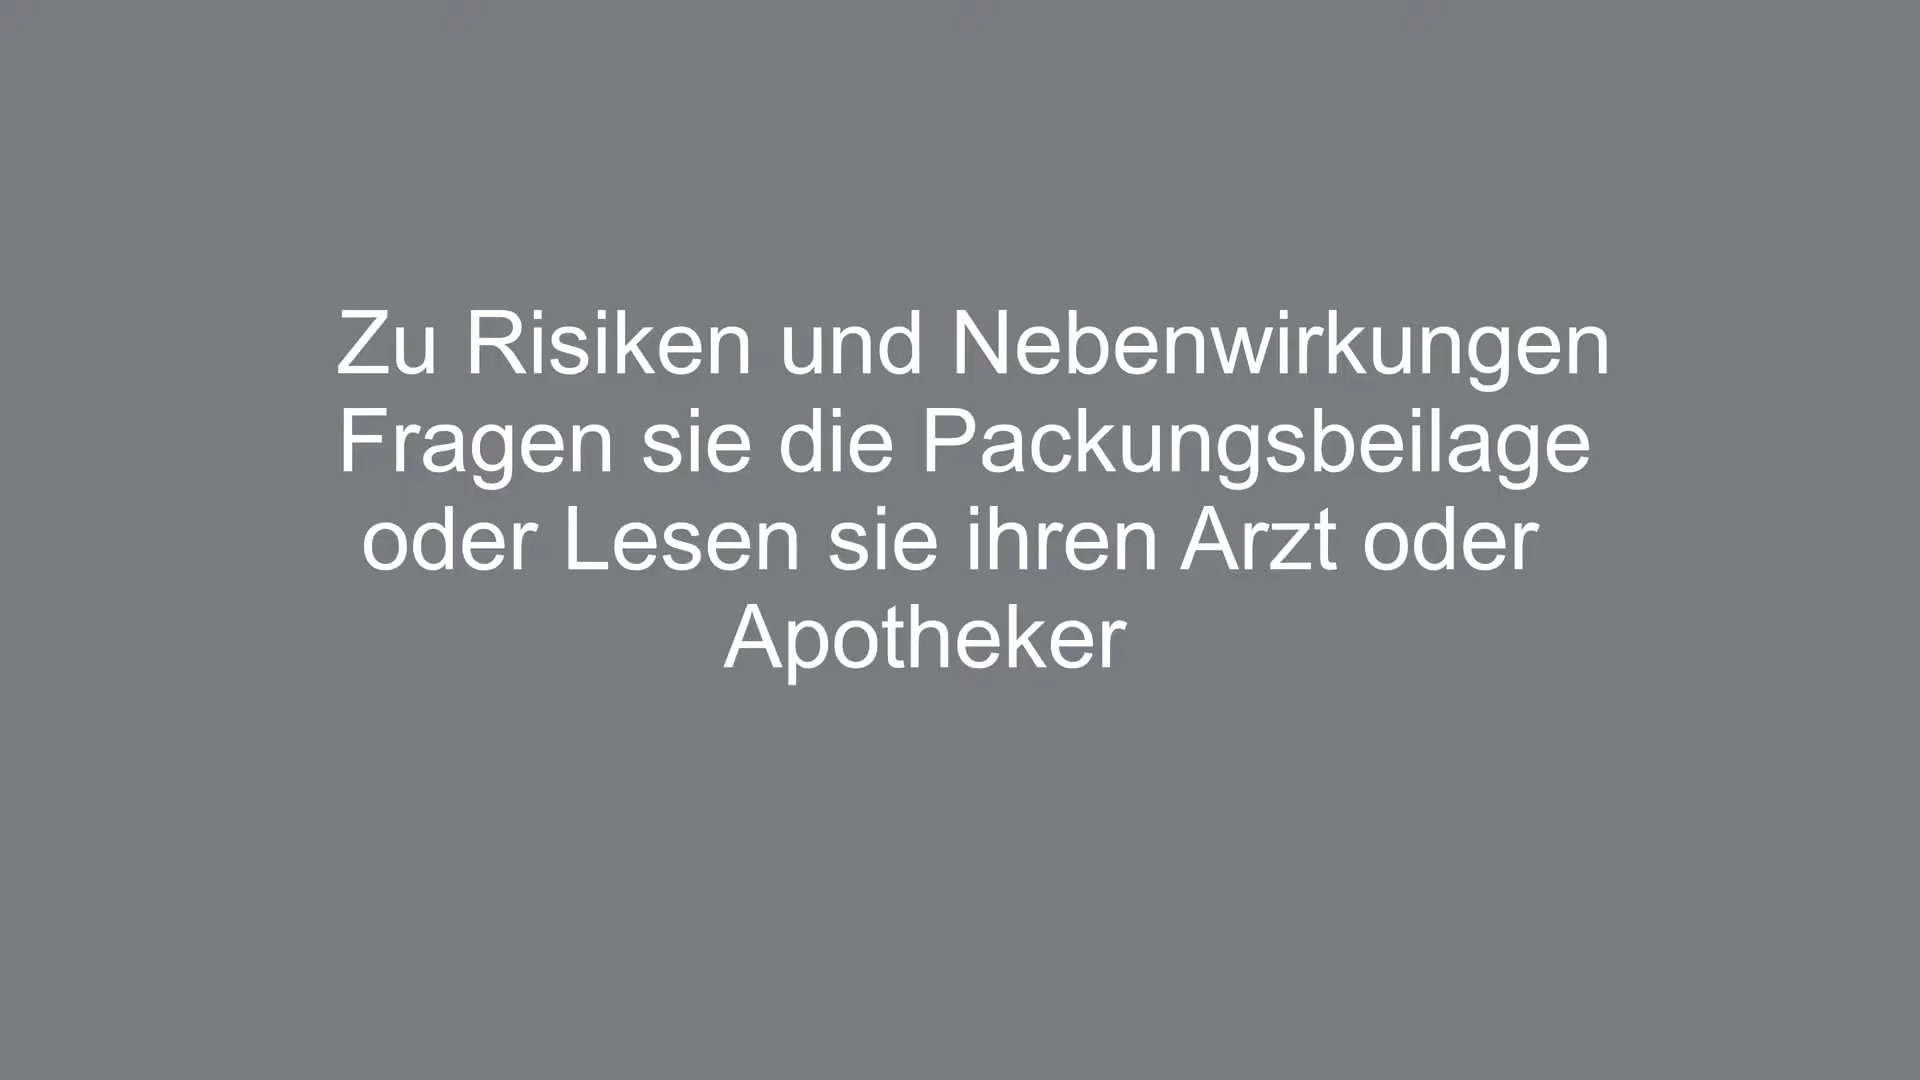 Zu Risiken und Nebenwirkungen
Fragen sie die Packungsbeilage
oder Lesen sie ihren Arzt oder
Apotheker